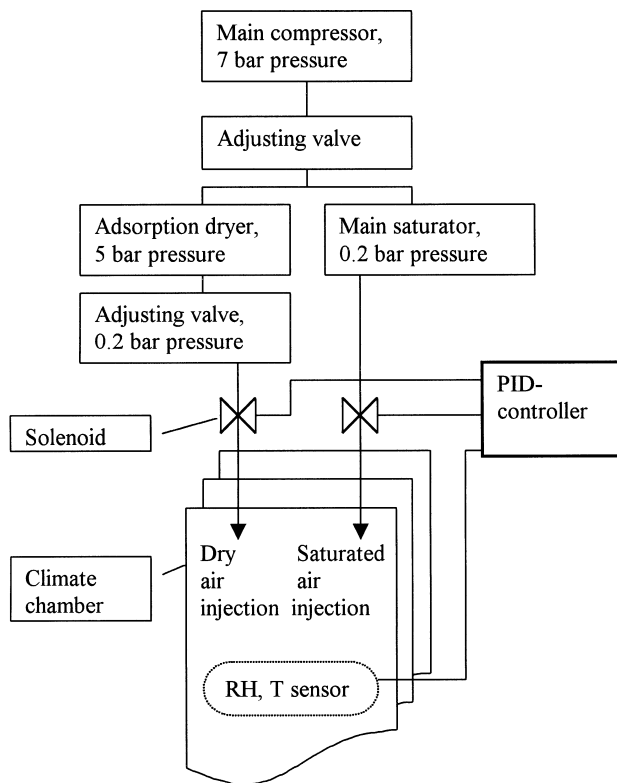 Main compressor,
7 bar pressure
Adjusting valve
Adsorption dryer,
5 bar pressure
Main saturator,
0.2 bar pressure
Adjusting valve,
0.2 bar pressure
PID-
controller
Solenoid
Climate
chamber
Dry
air
injection
Saturated
air
injection
RH, T sensor